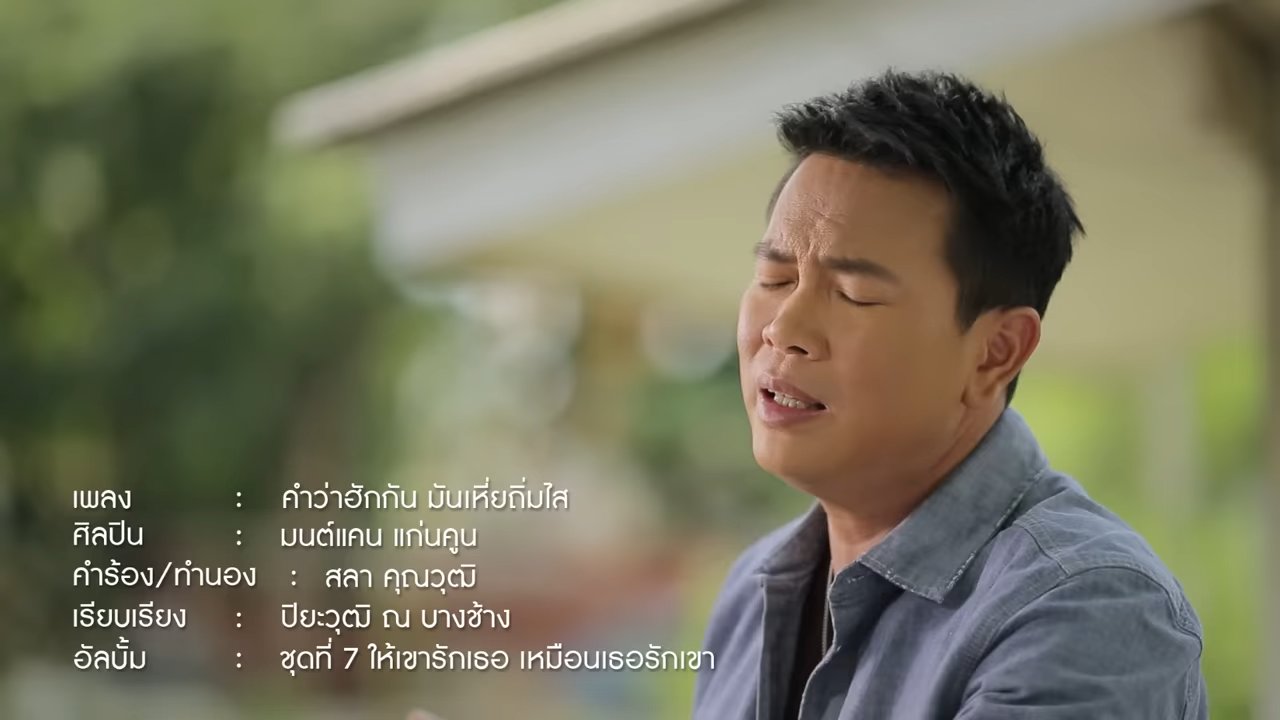 เพลง : คำว่าฮักกัน มันเหี่ยถิ่มใส
ศิลปิน : มนต์แคน แก่นคูน
คำร้อง/ทำนอง : สลา คุณวุฒิ
เรียบเรียง : ปิยะวุฒิ ณ บางช้าง
อัลบั้ม : ชุดที่ 7 ให้เขารักเธอ เหมือนเธอรักเขา